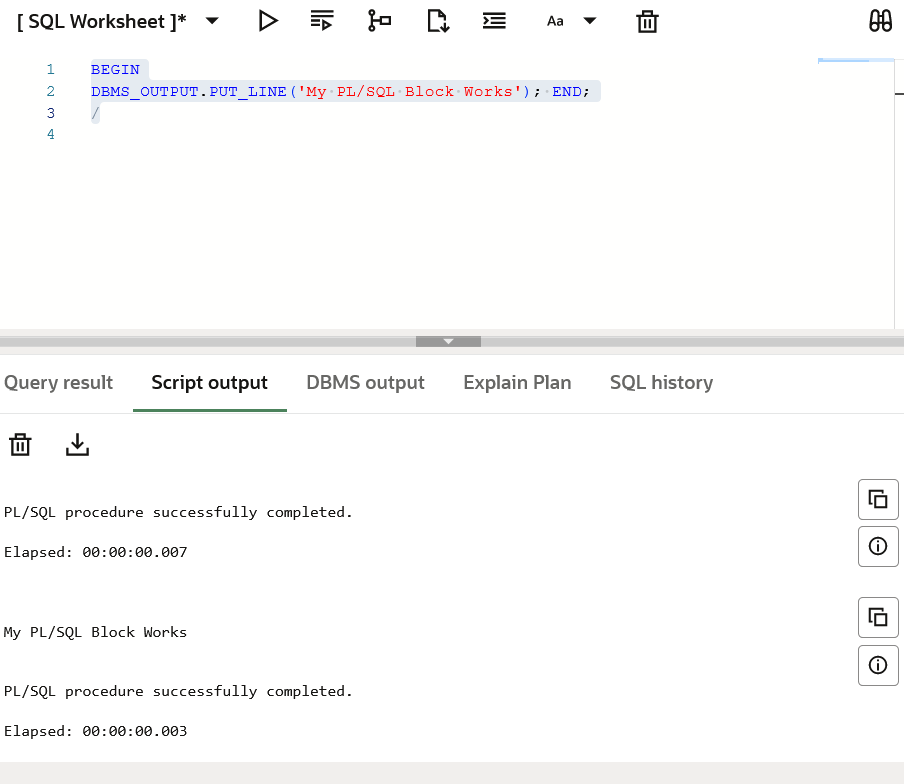 [ SQL Worksheet ]* Aa
1 BEGIN
2 DBMS_OUTPUT.PUT_LINE('My PL/SQL Block Works'); END;
3 /
4
Query result Script output DBMS output Explain Plan SQL history
PL/SQL procedure successfully completed.
Elapsed: 00:00:00.007
My PL/SQL Block Works
PL/SQL procedure successfully completed.
Elapsed: 00:00:00.003